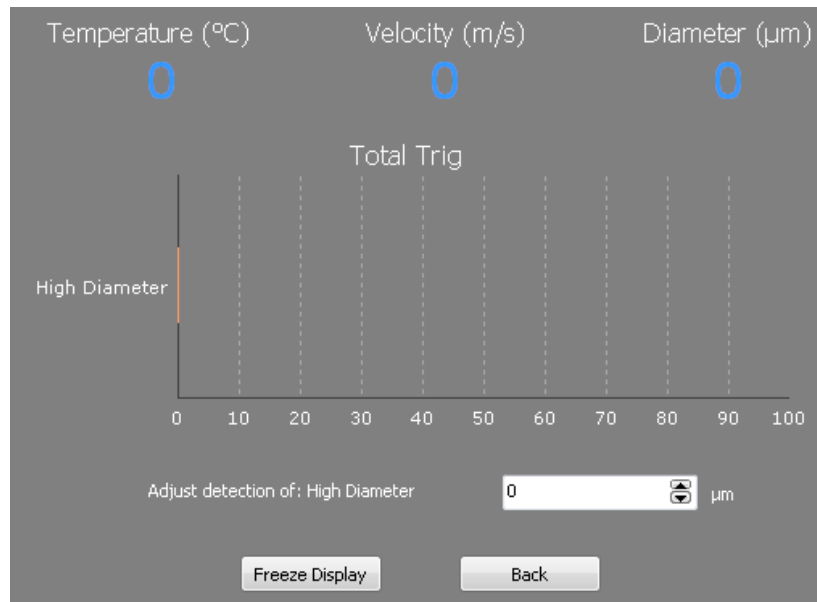 Temperature (ºC) Velocity (m/s) Diameter (µm)
0 0 0
Total Trig
High Diameter
0 10 20 30 40 50 60 70 80 90 100
Adjust detection of: High Diameter 0 µm
Freeze Display Back